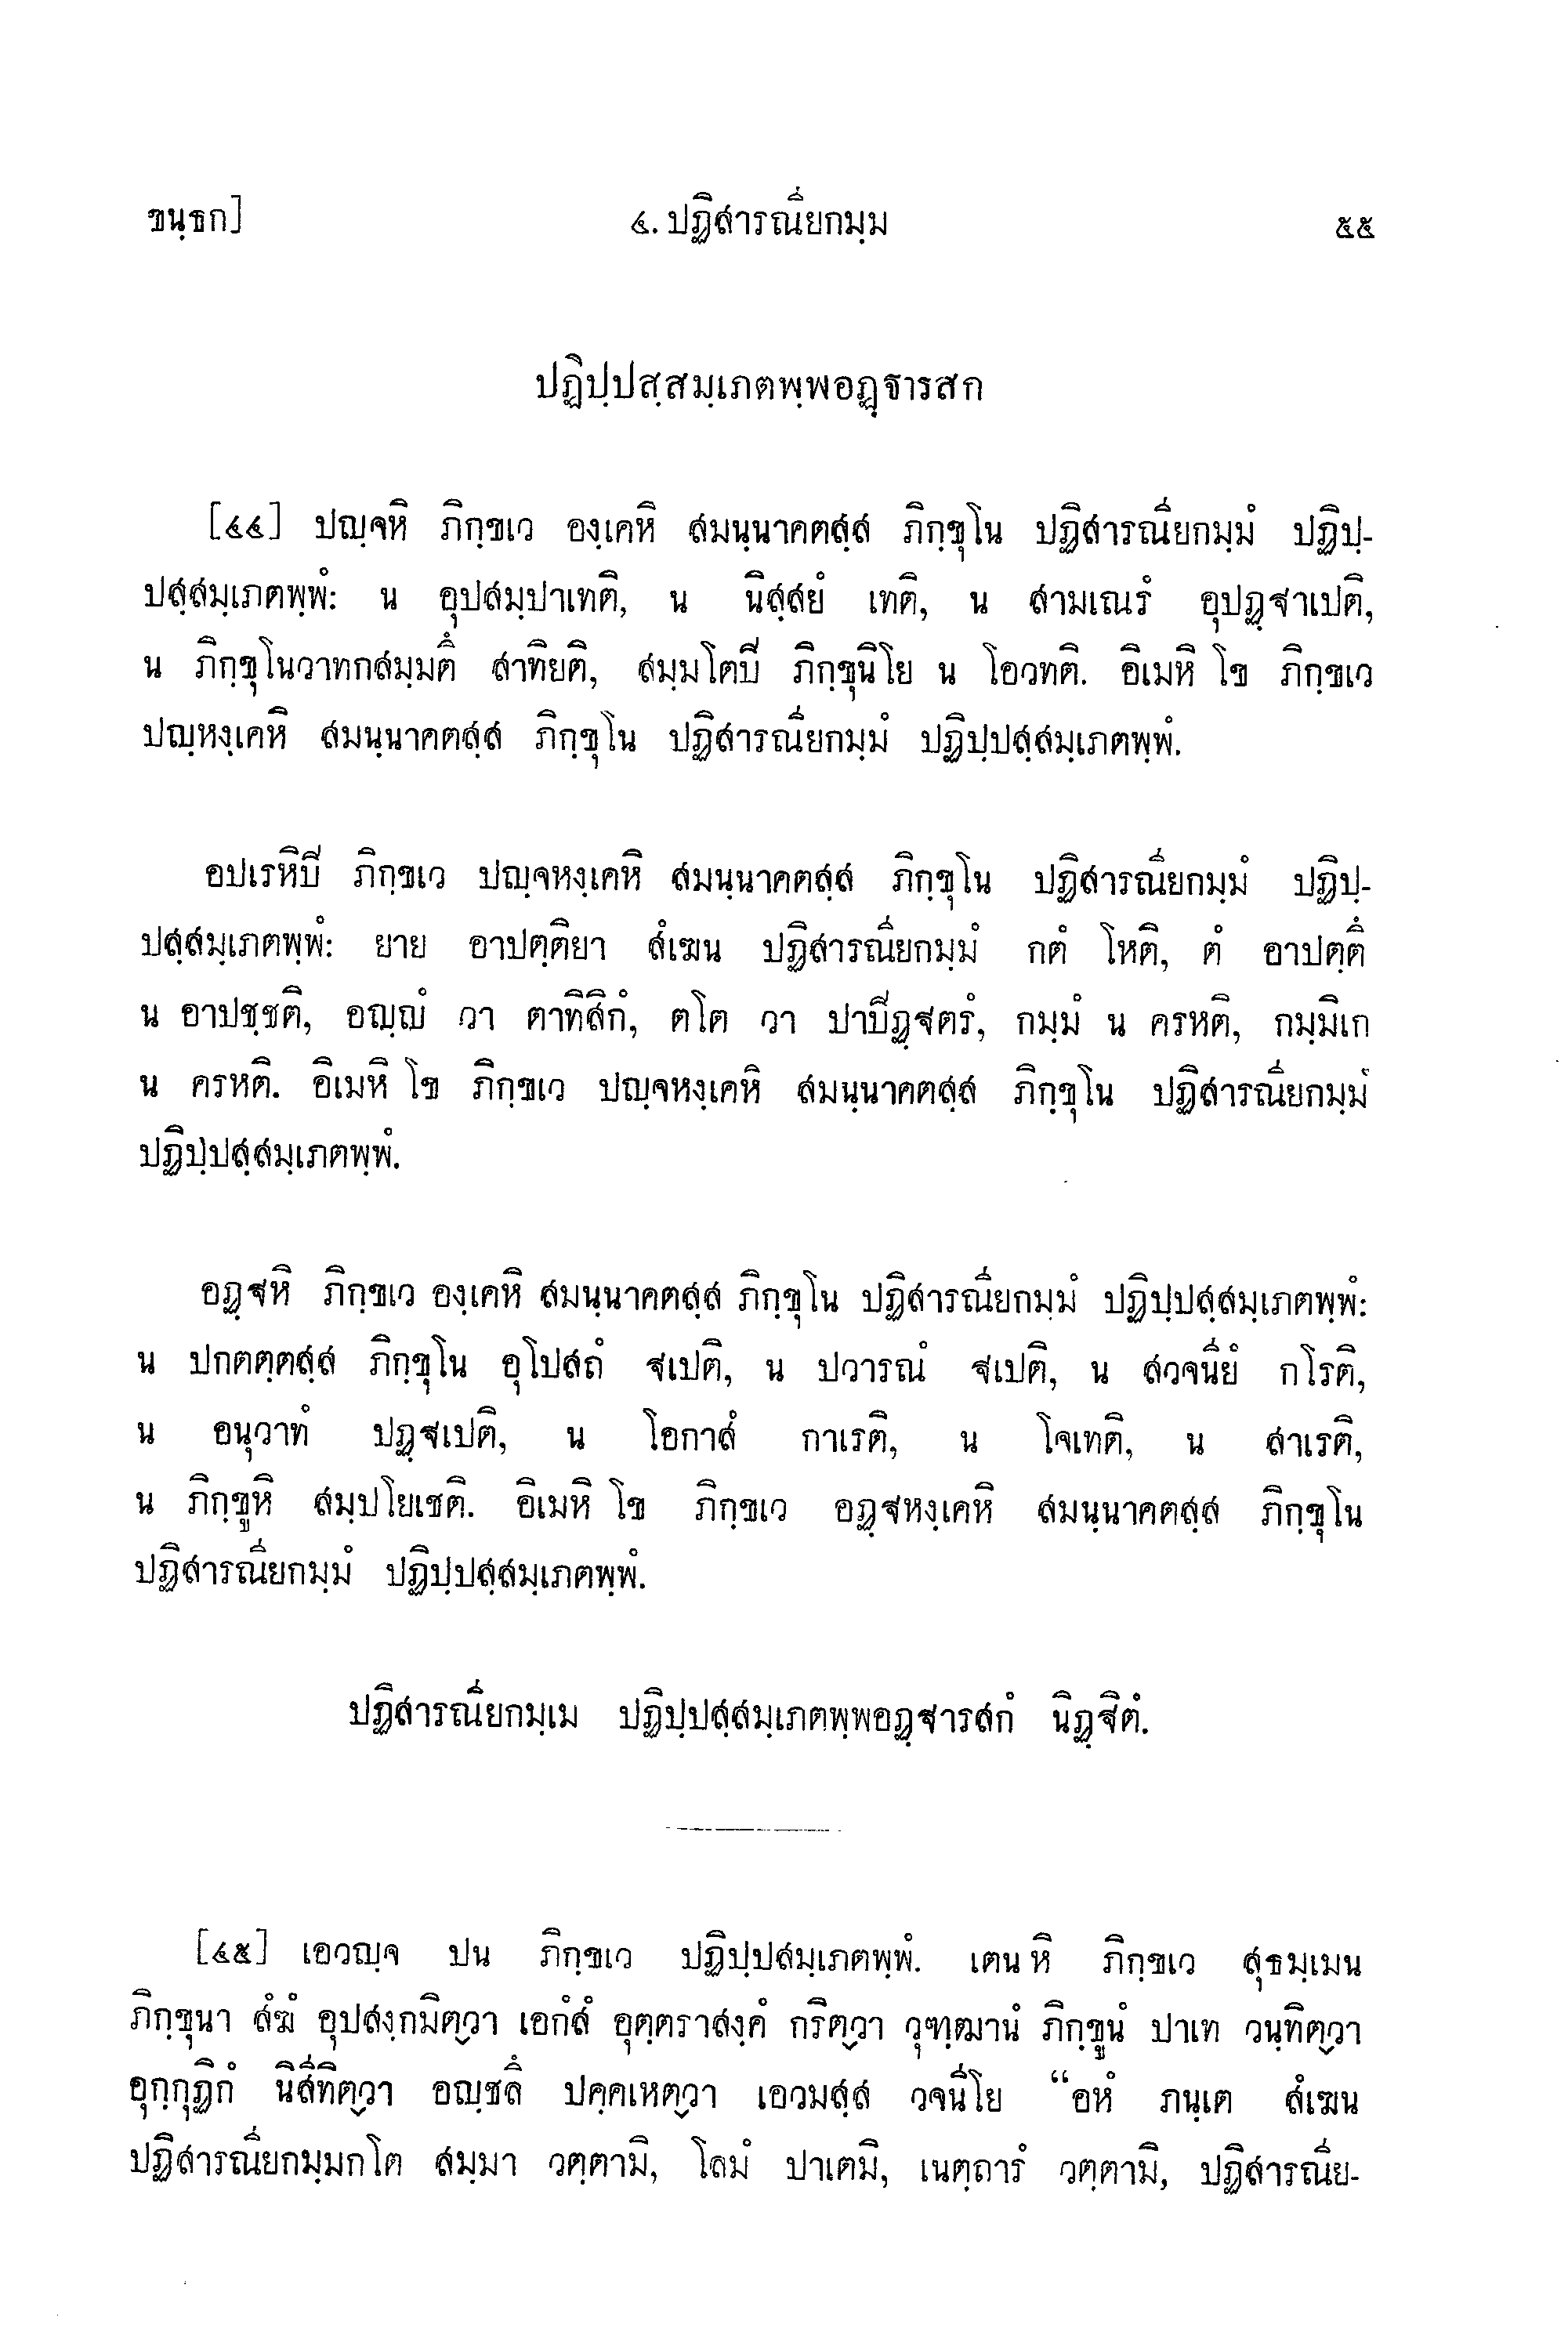 ขนฺธก]
๔. ปฏิสารณียกมฺม
๕๕
ปฏิปฺปสฺสมฺเภตพฺพอฏฺฐารสก
[๔๔] ปญฺจหิ ภิกฺขเว องฺเคหิ สมนฺนาคตสฺส ภิกฺขุโน ปฏิสารณียกมฺมํ ปฏิปฺ-
ปสฺสมฺเภตพฺพํ: น อุปสมฺปาเทติ, น นิสฺสยํ เทติ, น สามเณรํ อุปฏฺฐาเปติ,
น ภิกฺขุโนวาทกสมฺมตึ สาทิยติ, สมฺมโตปิ ภิกฺขุนิโย น โอวทติ. อิเมหิ โข ภิกฺขเว
ปญฺหงฺเคหิ สมนฺนาคตสฺส ภิกฺขุโน ปฏิสารณียกมฺมํ ปฏิปฺปสฺสมฺเภตพฺพํ.
อปเรหิปิ ภิกฺขเว ปญฺจหงฺเคหิ สมนฺนาคตสฺส ภิกฺขุโน ปฏิสารณียกมฺมํ ปฏิปฺ-
ปสฺสมฺเภตพฺพํ: ยาย อาปตฺติยา สํเฆน ปฏิสารณียกมฺมํ กตํ โหติ, ตํ อาปตฺตึ
น อาปชฺชติ, อญฺญํ วา ตาทิสิกํ, ตโต วา ปาปิฏฺฐตรํ, กมฺมํ น ครหติ, กมฺมิเก
น ครหติ. อิเมหิ โข ภิกฺขเว ปญฺจหงฺเคหิ สมนฺนาคตสฺส ภิกฺขุโน ปฏิสารณียกมฺมํ
ปฏิปฺปสฺสมฺเภตพฺพํ.
อฏฺฐหิ ภิกฺขเว องฺเคหิ สมนฺนาคตสฺส ภิกฺขุโน ปฏิสารณียกมฺมํ ปฏิปฺปสฺสมฺเภตพฺพํ:
น ปกตตฺตสฺส ภิกฺขุโน อุโปสถํ ฐเปติ, น ปวารณํ ฐเปติ, น สวจนียํ กโรติ,
น อนุวาทํ ปฏฺฐเปติ, น โอกาสํ กาเรติ, น โจเทติ, น สาเรติ,
น ภิกฺขูหิ สมฺปโยเชติ. อิเมหิ โข ภิกฺขเว อฏฺฐหงฺเคหิ สมนฺนาคตสฺส ภิกฺขุโน
ปฏิสารณียกมฺมํ ปฏิปฺปสฺสมฺเภตพฺพํ.
ปฏิสารณียกมฺเม ปฏิปฺปสฺสมฺเภตพฺพอฏฺฐารสกํ นิฏฺฐิตํ.
[๔๕] เอวญฺจ ปน ภิกฺขเว ปฏิปฺปสมฺเภตพฺพํ. เตน หิ ภิกฺขเว สุธมฺเมน
ภิกฺขุนา สํฆํ อุปสงฺกมิตฺวา เอกํสํ อุตฺตราสงฺคํ กริตฺวา วุฑฺฒานํ ภิกฺขูนํ ปาเท วนฺทิตฺวา
อุกฺกุฏิกํ นิสีทิตฺวา อญฺชลึ ปคฺคเหตฺวา เอวมสฺส วจนีโย “อหํ ภนฺเต สํเฆน
ปฏิสารณียกมฺมกโต สมฺมา วตฺตามิ, โลมํ ปาเตมิ, เนตฺถารํ วตฺตามิ, ปฏิสารณีย-